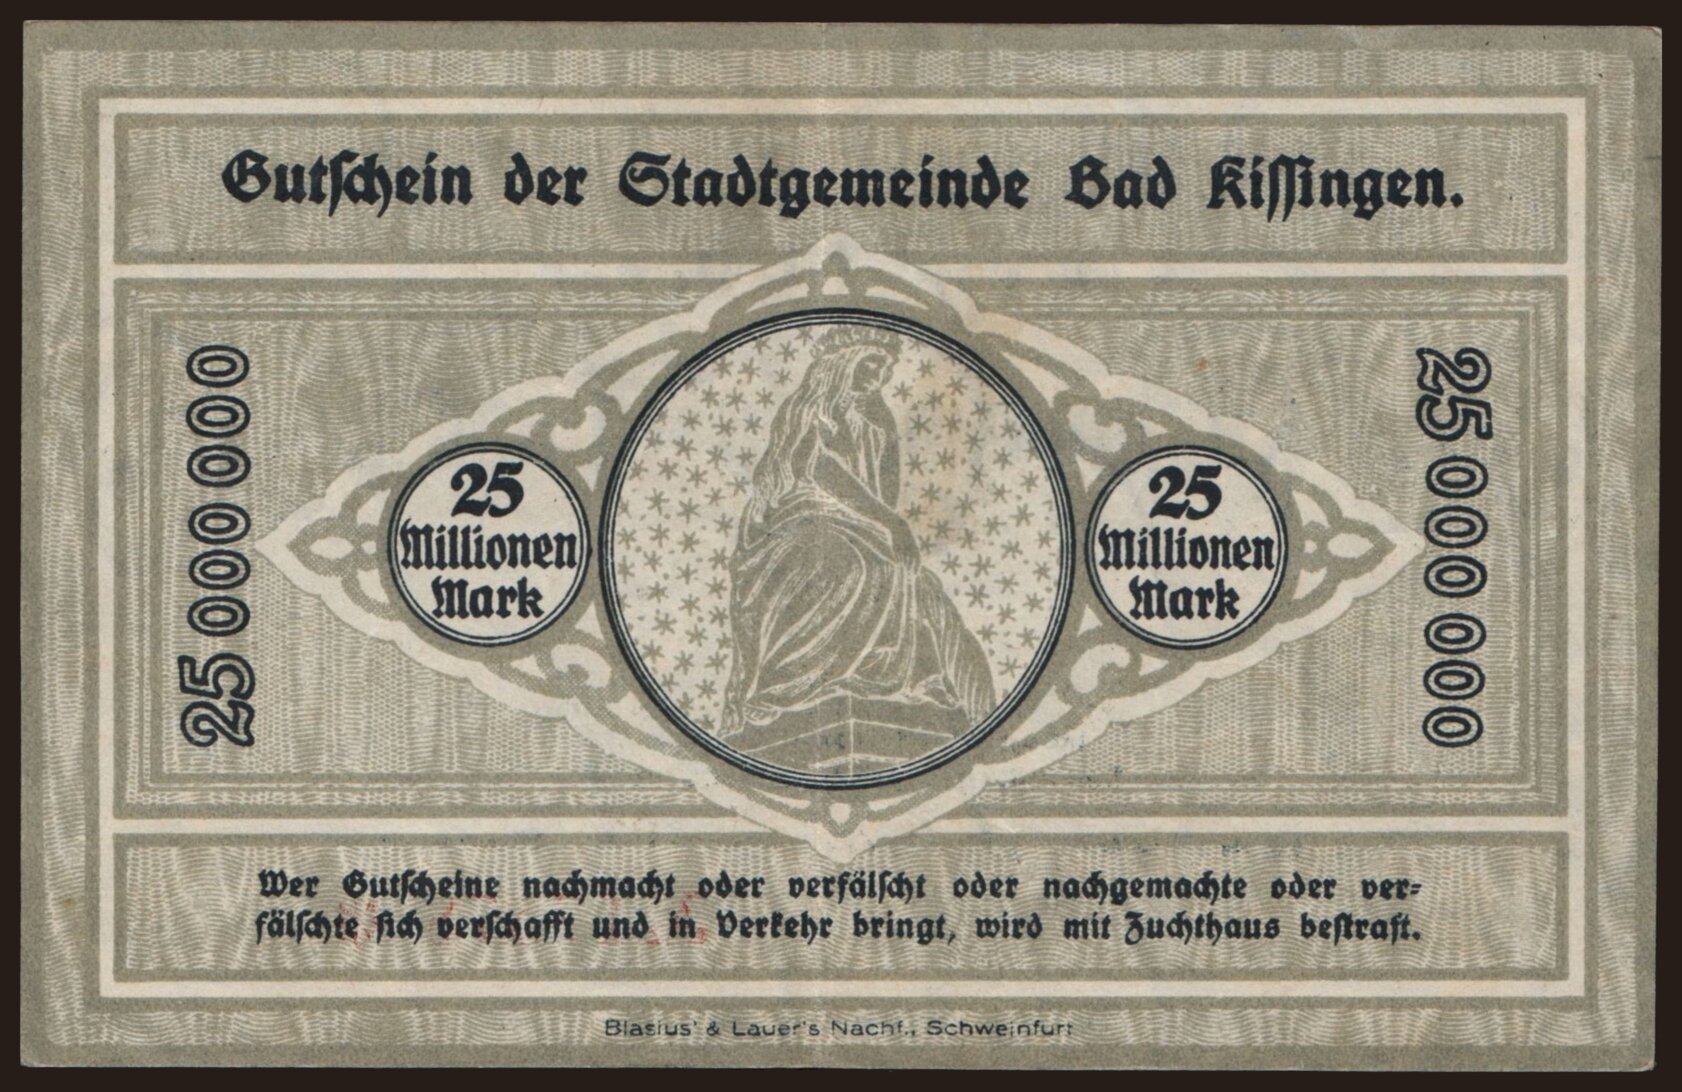 Gutschein der Stadtgemeinde Bad Kissingen.
25 000 000
25
Millionen
Mark
25
Millionen
Mark
25 000 000
Wer Gutscheine nachmacht oder verfälscht oder nachgemachte oder ver-
fälschte sich verschafft und in Verkehr bringt, wird mit Zuchthaus bestraft.
Blasius' & Lauer's Nachf., Schweinfurt